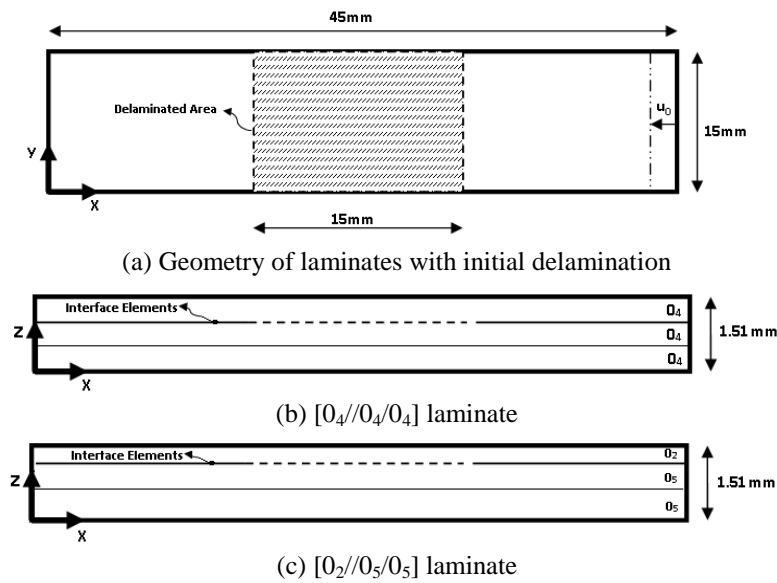 45mm
Delaminated Area
u₀
15mm
Y
X
15mm
(a) Geometry of laminates with initial delamination
Interface Elements
0₄
Z
0₄
1.51 mm
0₄
X
(b) [0₄//0₄/0₄] laminate
Interface Elements
0₂
Z
0₅
1.51 mm
0₅
X
(c) [0₂//0₅/0₅] laminate